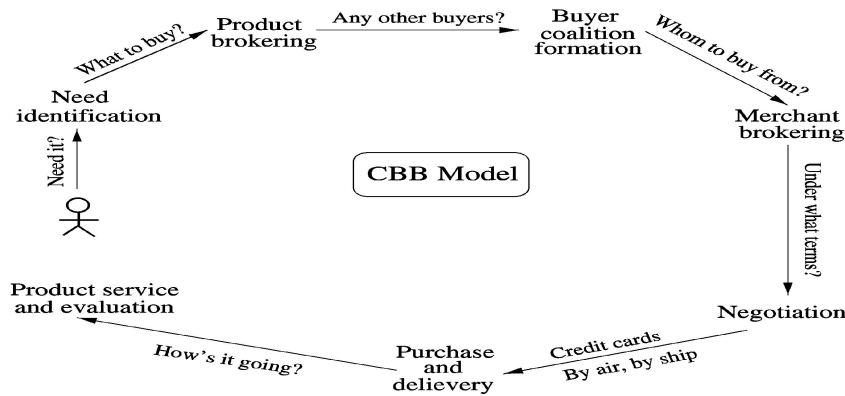 Need it?
Need
identification
What to buy?
Product
brokering
Any other buyers?
Buyer
coalition
formation
Whom to buy from?
Merchant
brokering
Under what terms?
Negotiation
Credit cards
By air, by ship
Purchase
and
delievery
How's it going?
Product service
and evaluation
CBB Model